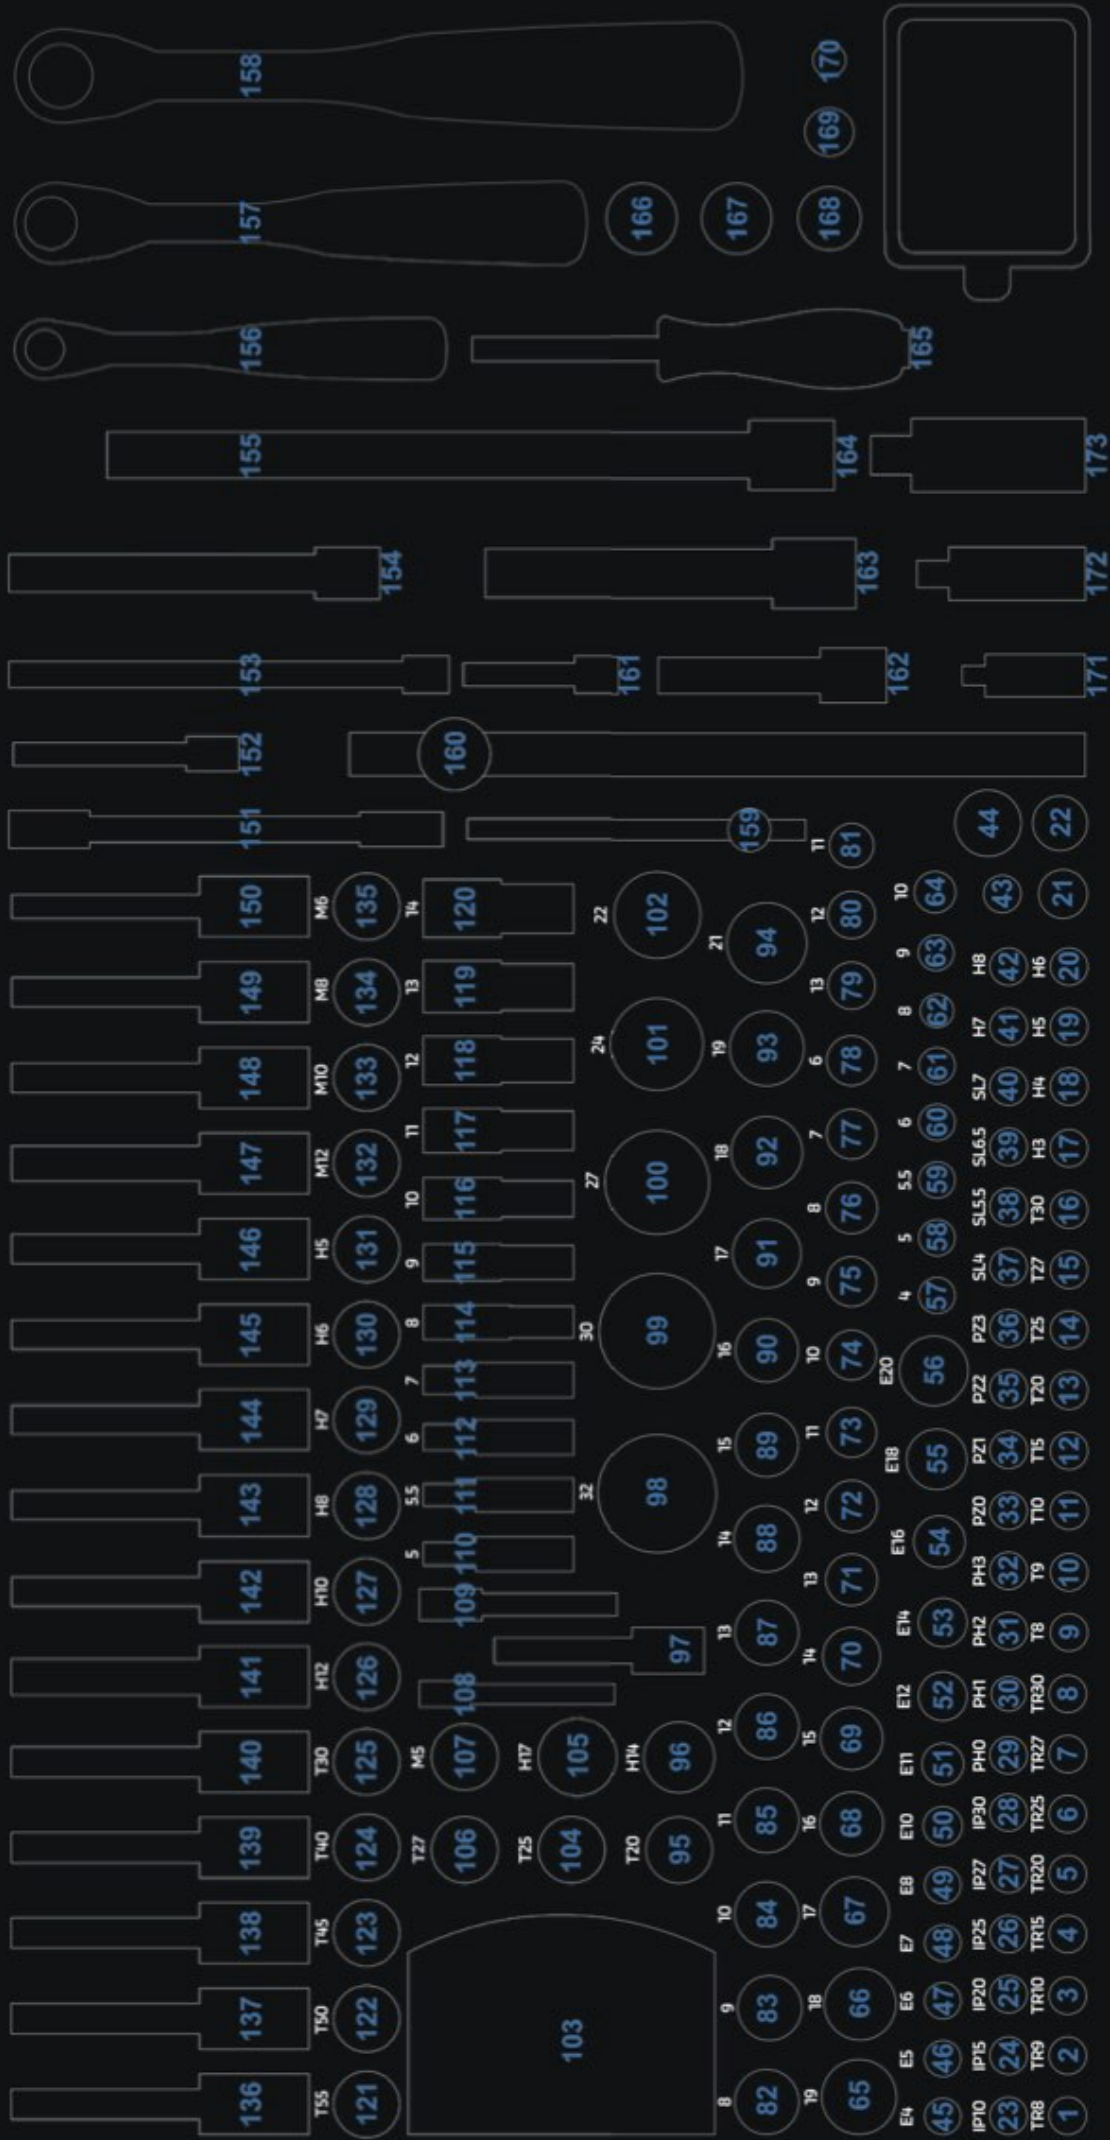 136 137 138 139 140 141 142 143 144 145 146 147 148 149 150 151 152 153 155 156 157 158
T55 T50 T45 T40 T30 H12 H10 H8 H7 H6 H5 M12 M10 M8 M6
121 122 123 124 125 126 127 128 129 130 131 132 133 134 135 154
T27 M5 5 5.5 6 7 8 9 10 11 12 13 14
106 107 108 109 110 111 112 113 114 115 116 117 118 119 120 160
T25 H17
103 104 105
32 30 27 24 22
98 99 100 101 102 161 166
T20 H14
95 96 97
8 9 10 11 12 13 14 15 16 17 18 19 21
82 83 84 85 86 87 88 89 90 91 92 93 94 159 167
19 18 17 16 15 14 13 12 11 10 9 8 7 6 13 12 11
65 66 67 68 69 70 71 72 73 74 75 76 77 78 79 80 81 163 164 168 169 170
E4 E5 E6 E7 E8 E10 E11 E12 E14 E16 E18 E20 4 5 5.5 6 7 8 9 10
45 46 47 48 49 50 51 52 53 54 55 56 57 58 59 60 61 62 63 64 162 165
IP10 IP15 IP20 IP25 IP27 IP30 PH0 PH1 PH2 PH3 PZ0 PZ1 PZ2 PZ3 SL4 SL5.5 SL6.5 SL7 H7 H8
23 24 25 26 27 28 29 30 31 32 33 34 35 36 37 38 39 40 41 42 43 44
TR8 TR9 TR10 TR15 TR20 TR25 TR27 TR30 T8 T9 T10 T15 T20 T25 T27 T30 H3 H4 H5 H6
1 2 3 4 5 6 7 8 9 10 11 12 13 14 15 16 17 18 19 20 21 22 171 172 173